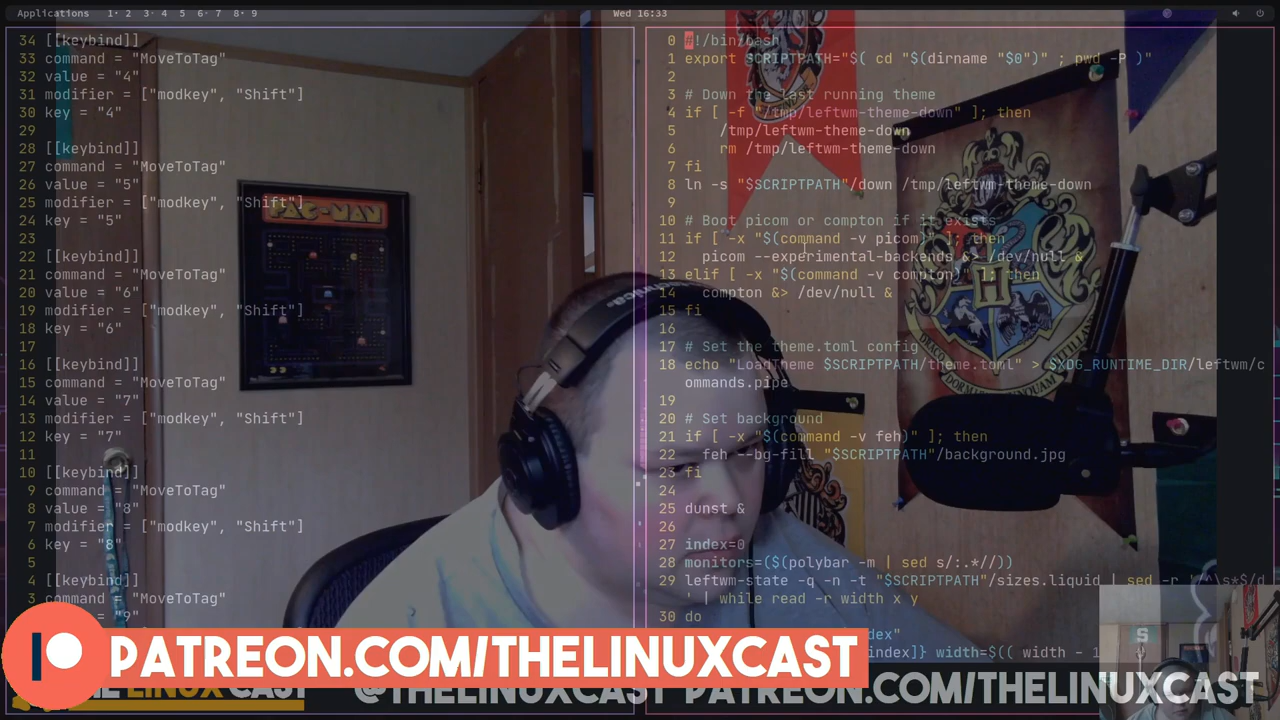 Applications 1• 2 3• 4 5 6• 7 8• 9
Wed 16:33
34 [[keybind]]
33 command = "MoveToTag"
32 value = "4"
31 modifier = ["modkey", "Shift"]
30 key = "4"
29
28 [[keybind]]
27 command = "MoveToTag"
26 value = "5"
25 modifier = ["modkey", "Shift"]
24 key = "5"
23
22 [[keybind]]
21 command = "MoveToTag"
20 value = "6"
19 modifier = ["modkey", "Shift"]
18 key = "6"
17
16 [[keybind]]
15 command = "MoveToTag"
14 value = "7"
13 modifier = ["modkey", "Shift"]
12 key = "7"
11
10 [[keybind]]
9 command = "MoveToTag"
8 value = "8"
7 modifier = ["modkey", "Shift"]
6 key = "8"
5
4 [[keybind]]
3 command = "MoveToTag"
"9"
0 #!/bin/bash
1 export SCRIPTPATH="$( cd "$(dirname "$0")" ; pwd -P )"
2
3 # Down the last running theme
4 if [ -f "/tmp/leftwm-theme-down" ]; then
5 /tmp/leftwm-theme-down
6 rm /tmp/leftwm-theme-down
7 fi
8 ln -s "$SCRIPTPATH"/down /tmp/leftwm-theme-down
9
10 # Boot picom or compton if it exists
11 if [ -x "$(command -v picom)" ]; then
12 picom --experimental-backends &> /dev/null &
13 elif [ -x "$(command -v compton)" ]; then
14 compton &> /dev/null &
15 fi
16
17 # Set the theme.toml config
18 echo "LoadTheme $SCRIPTPATH/theme.toml" > $XDG_RUNTIME_DIR/leftwm/c
ommands.pipe
19
20 # Set background
21 if [ -x "$(command -v feh)" ]; then
22 feh --bg-fill "$SCRIPTPATH"/background.jpg
23 fi
24
25 dunst &
26
27 index=0
28 monitors=($(polybar -m | sed s/:.*//))
29 leftwm-state -q -n -t "$SCRIPTPATH"/sizes.liquid | sed -r '/^\s*$/d
' | while read -r width x y
30 do
dex"
index]} width=$(( width - 1
PAC-MAN
H
S
PATREON.COM/THELINUXCAST
THE LINUX CAST @THELINUXCAST PATREON.COM/THELINUXCAST